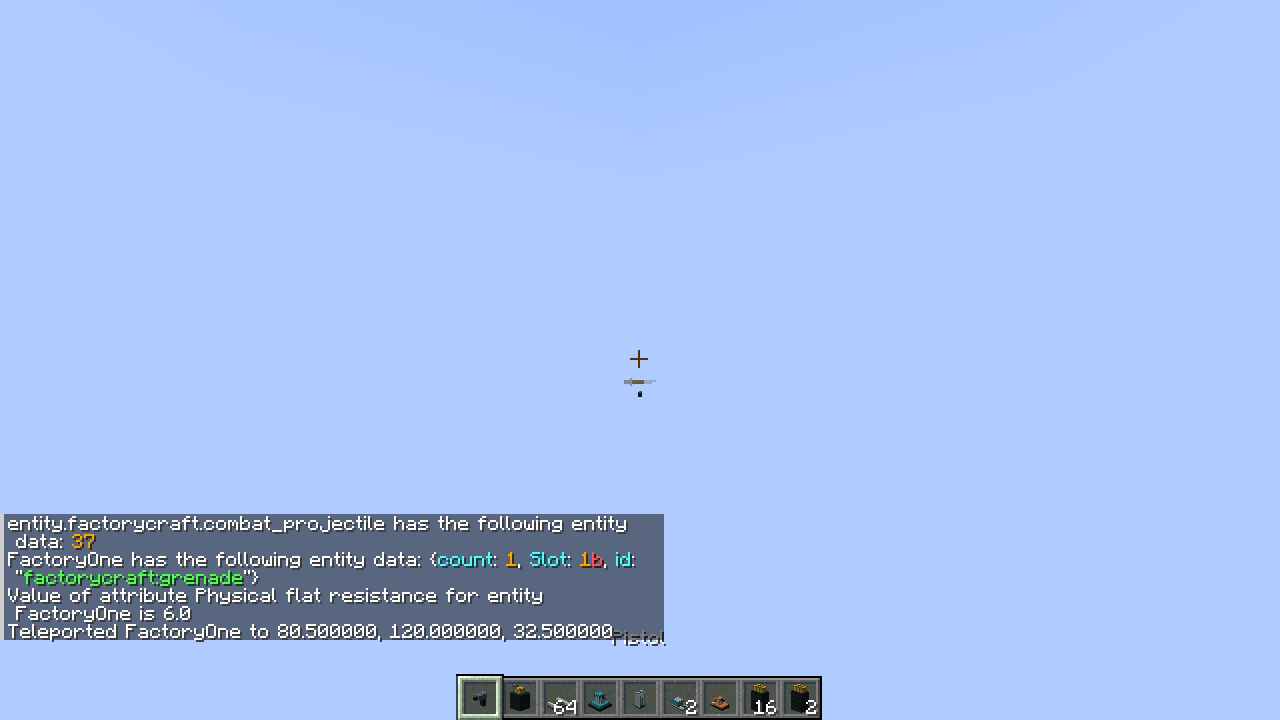 entity.factorycraft.combat_projectile has the following entity
data: 37
FactoryOne has the following entity data: {count: 1, Slot: 1b, id:
"factorycraft:grenade"}
Value of attribute Physical flat resistance for entity
FactoryOne is 6.0
Teleported FactoryOne to 80.500000, 120.000000, 32.500000
Pistol
64 2 16 2